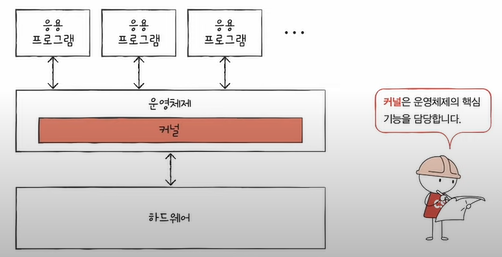 응용
프로그램
응용
프로그램
응용
프로그램
...
운영체제
커널
하드웨어
커널은 운영체제의 핵심
기능을 담당합니다.